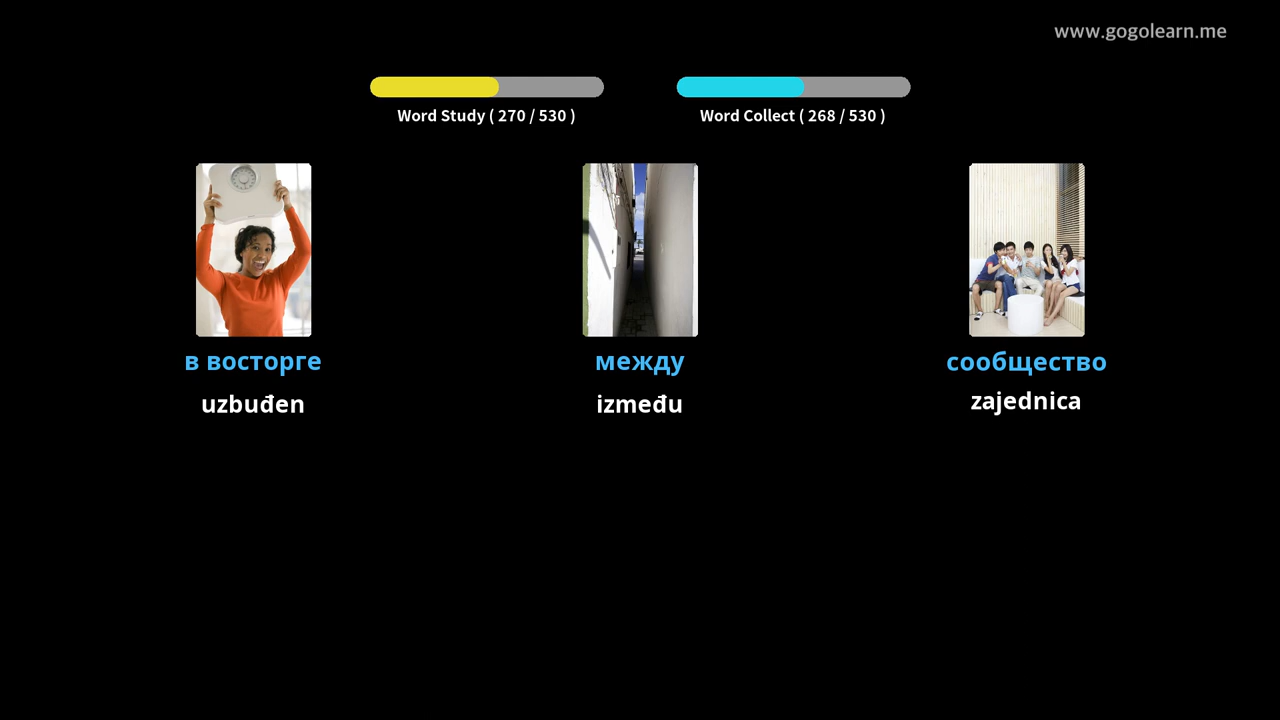 www.gogolearn.me
Word Study ( 270 / 530 )
Word Collect ( 268 / 530 )
в восторге
между
сообщество
uzbuđen
između
zajednica